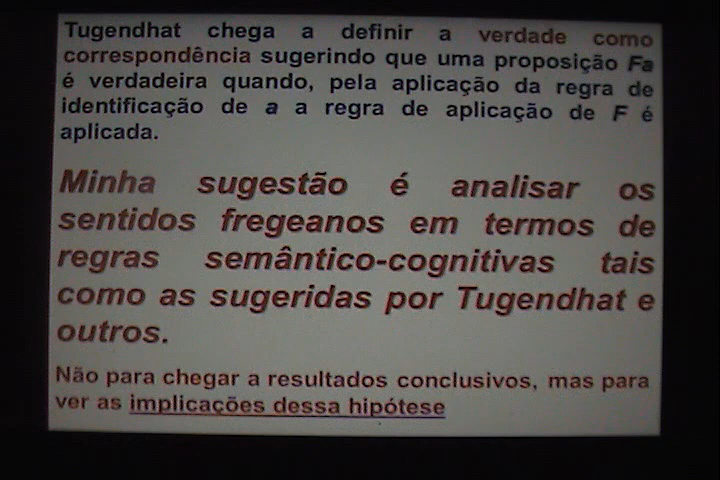 Tugendhat chega a definir a verdade como
correspondência sugerindo que uma proposição Fa
é verdadeira quando, pela aplicação da regra de
identificação de a a regra de aplicação de F é
aplicada.
Minha sugestão é analisar os
sentidos fregeanos em termos de
regras semântico-cognitivas tais
como as sugeridas por Tugendhat e
outros.
Não para chegar a resultados conclusivos, mas para
ver as implicações dessa hipótese